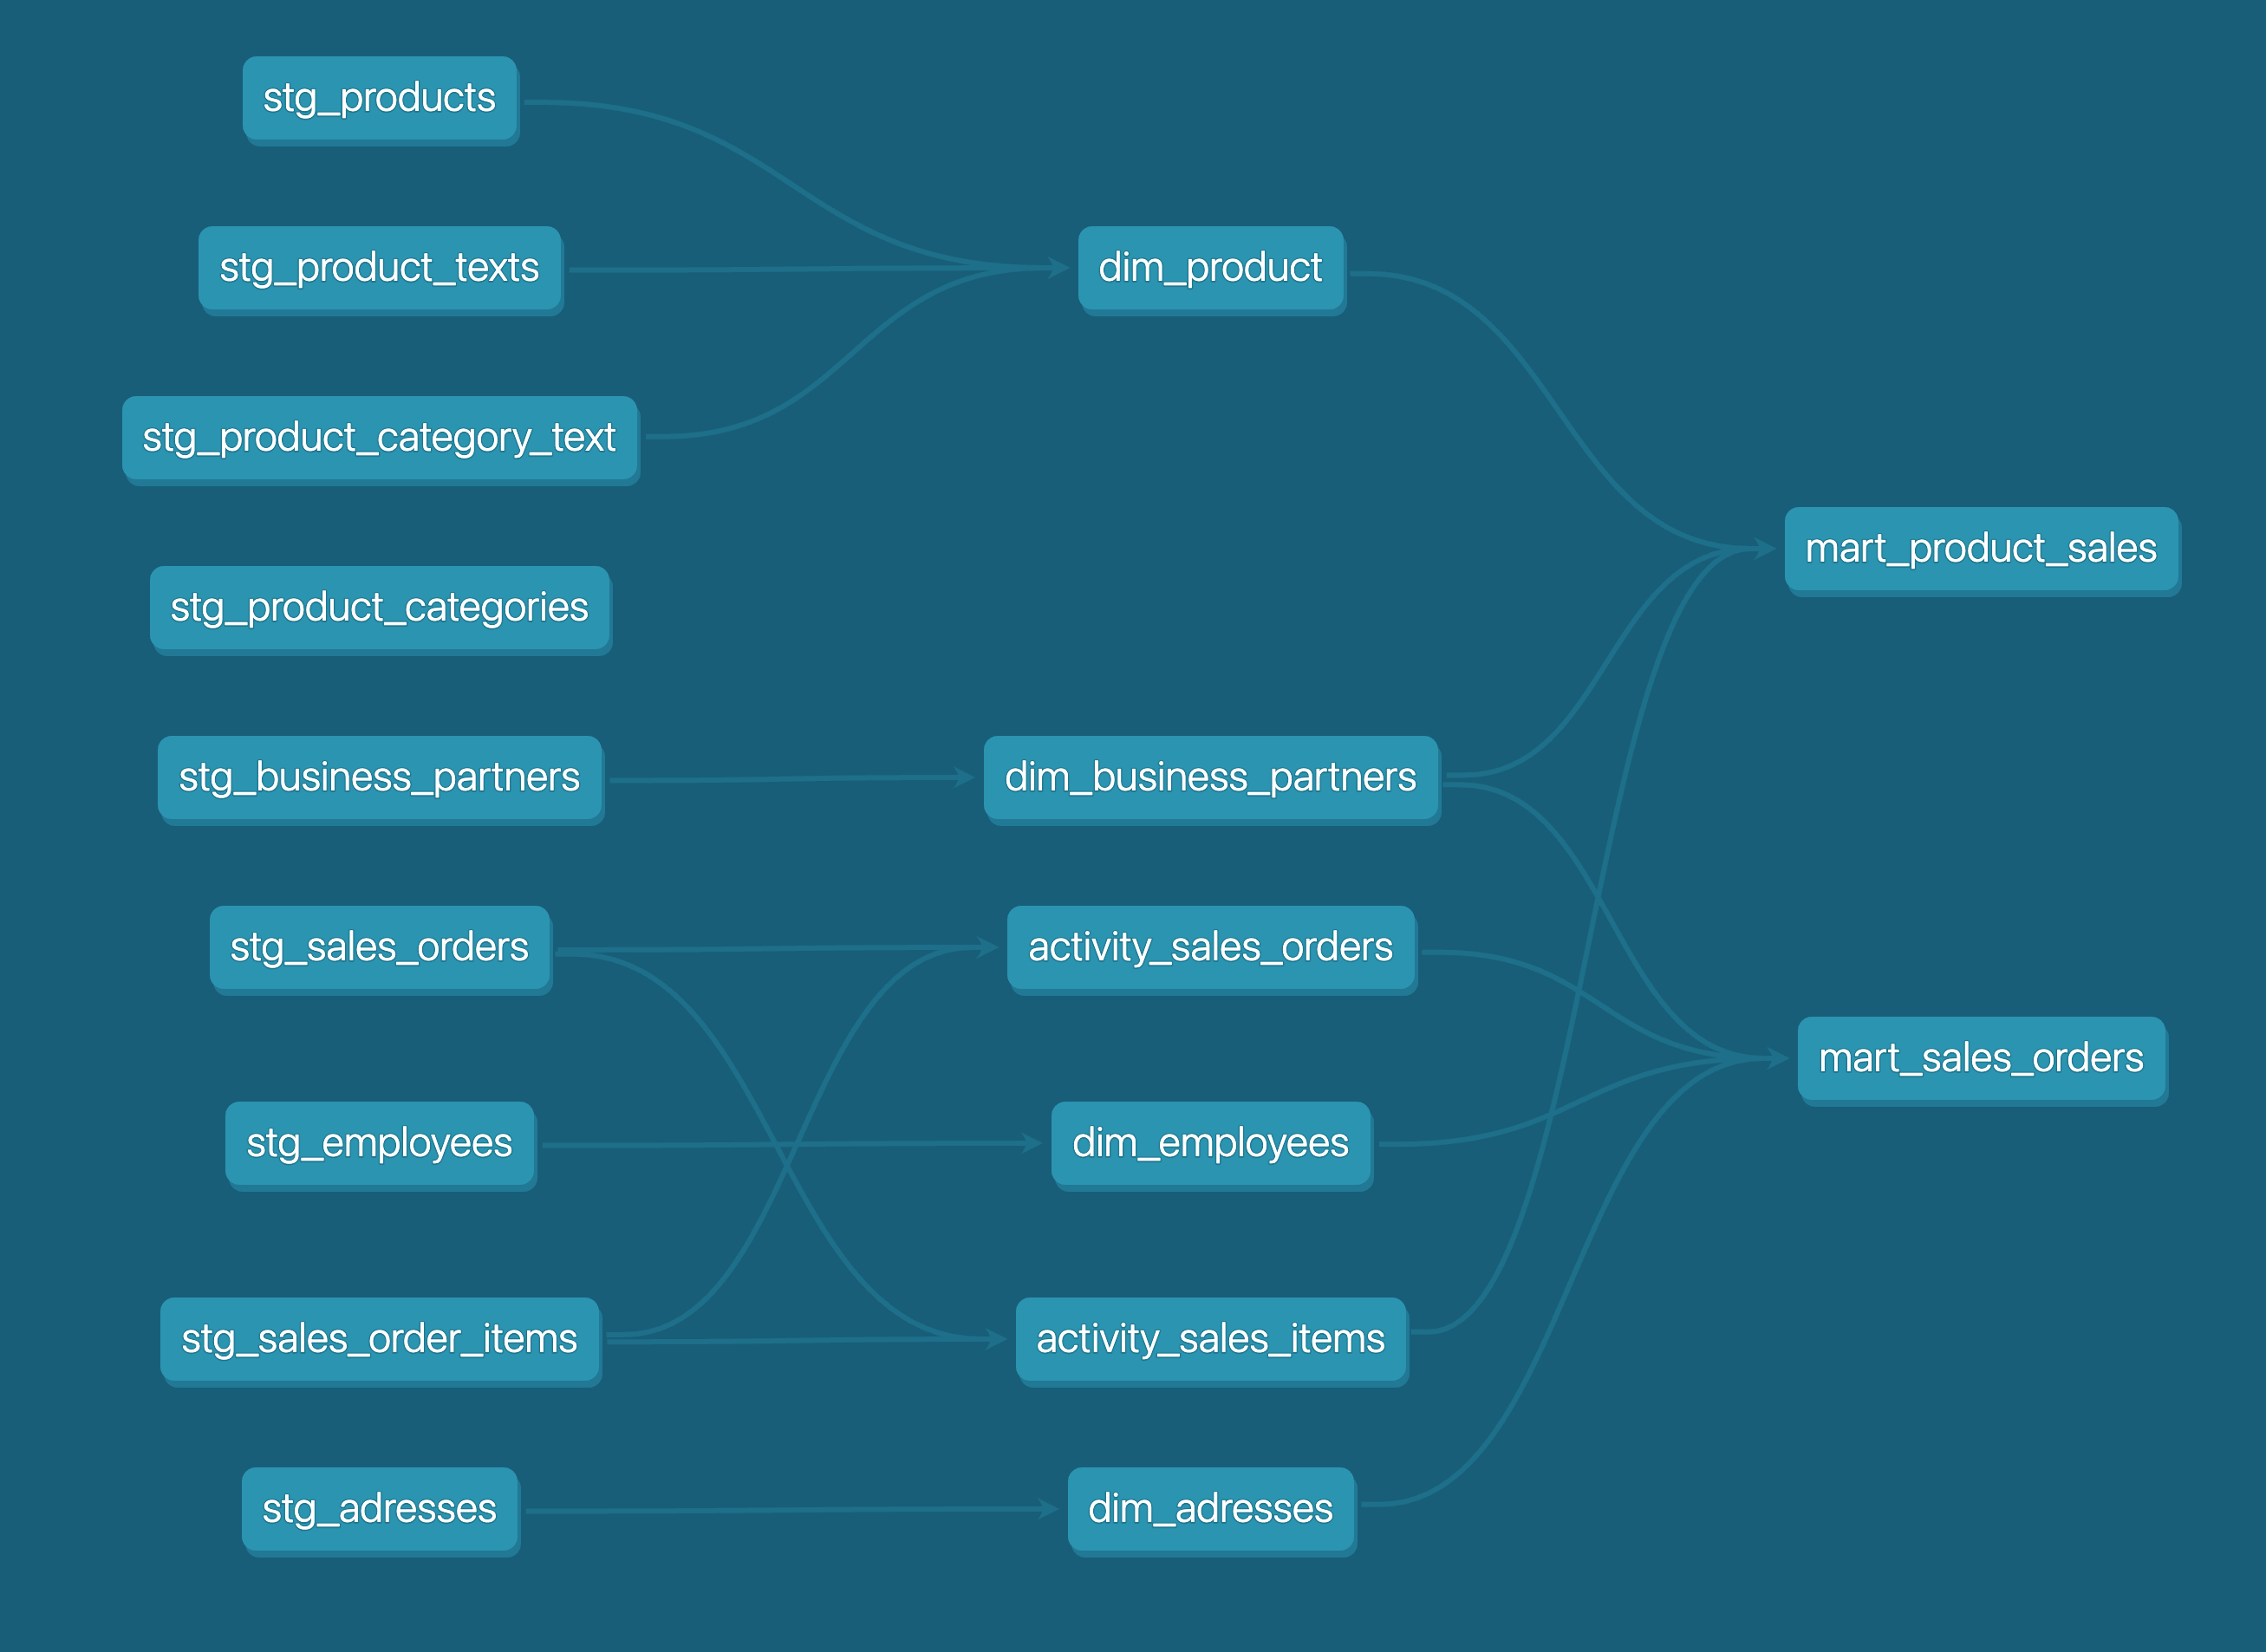 stg_products
stg_product_texts
dim_product
stg_product_category_text
mart_product_sales
stg_product_categories
stg_business_partners
dim_business_partners
stg_sales_orders
activity_sales_orders
mart_sales_orders
stg_employees
dim_employees
stg_sales_order_items
activity_sales_items
stg_adresses
dim_adresses